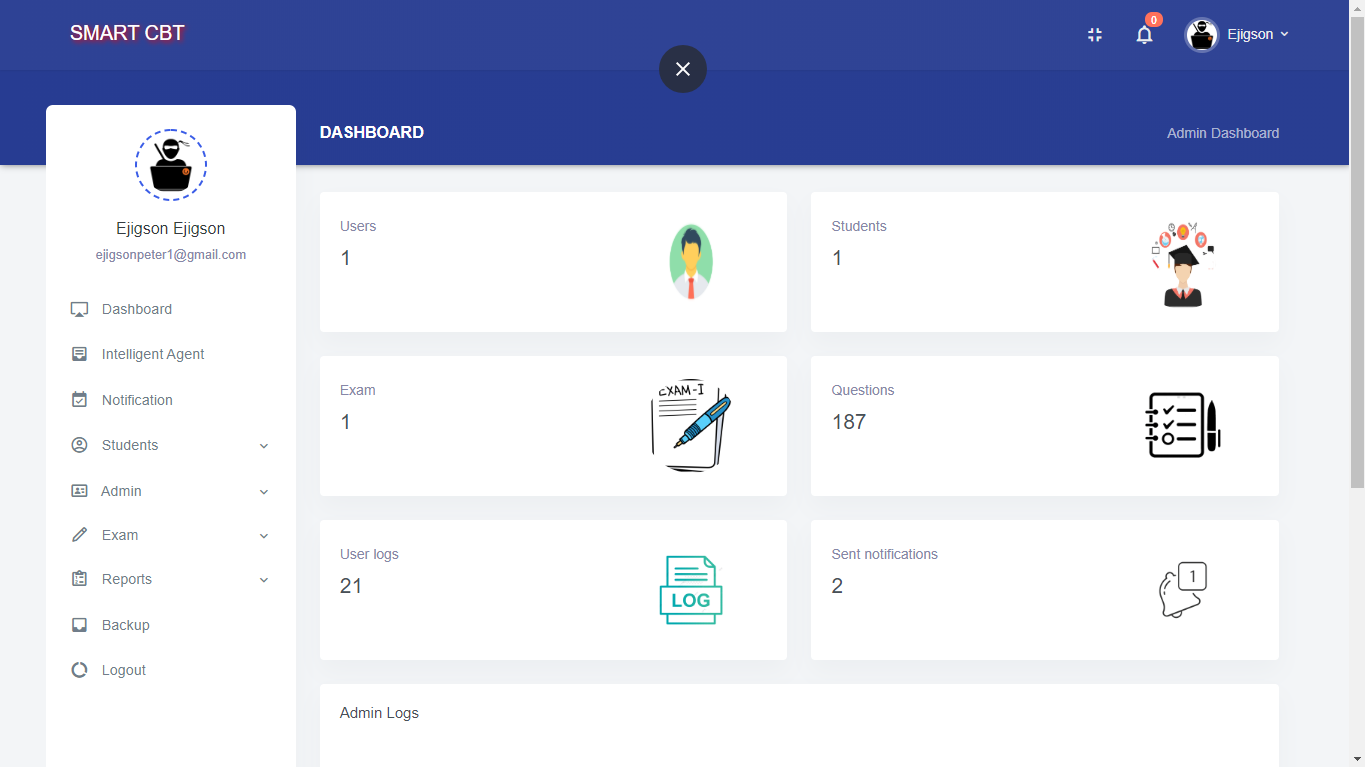 SMART CBT
0
Ejigson
DASHBOARD
Admin Dashboard
Ejigson Ejigson
ejigsonpeter1@gmail.com
Dashboard
Intelligent Agent
Notification
Students
Admin
Exam
Reports
Backup
Logout
Users
1
Students
1
Exam
1
EXAM-I
Questions
187
User logs
21
LOG
Sent notifications
2
1
Admin Logs